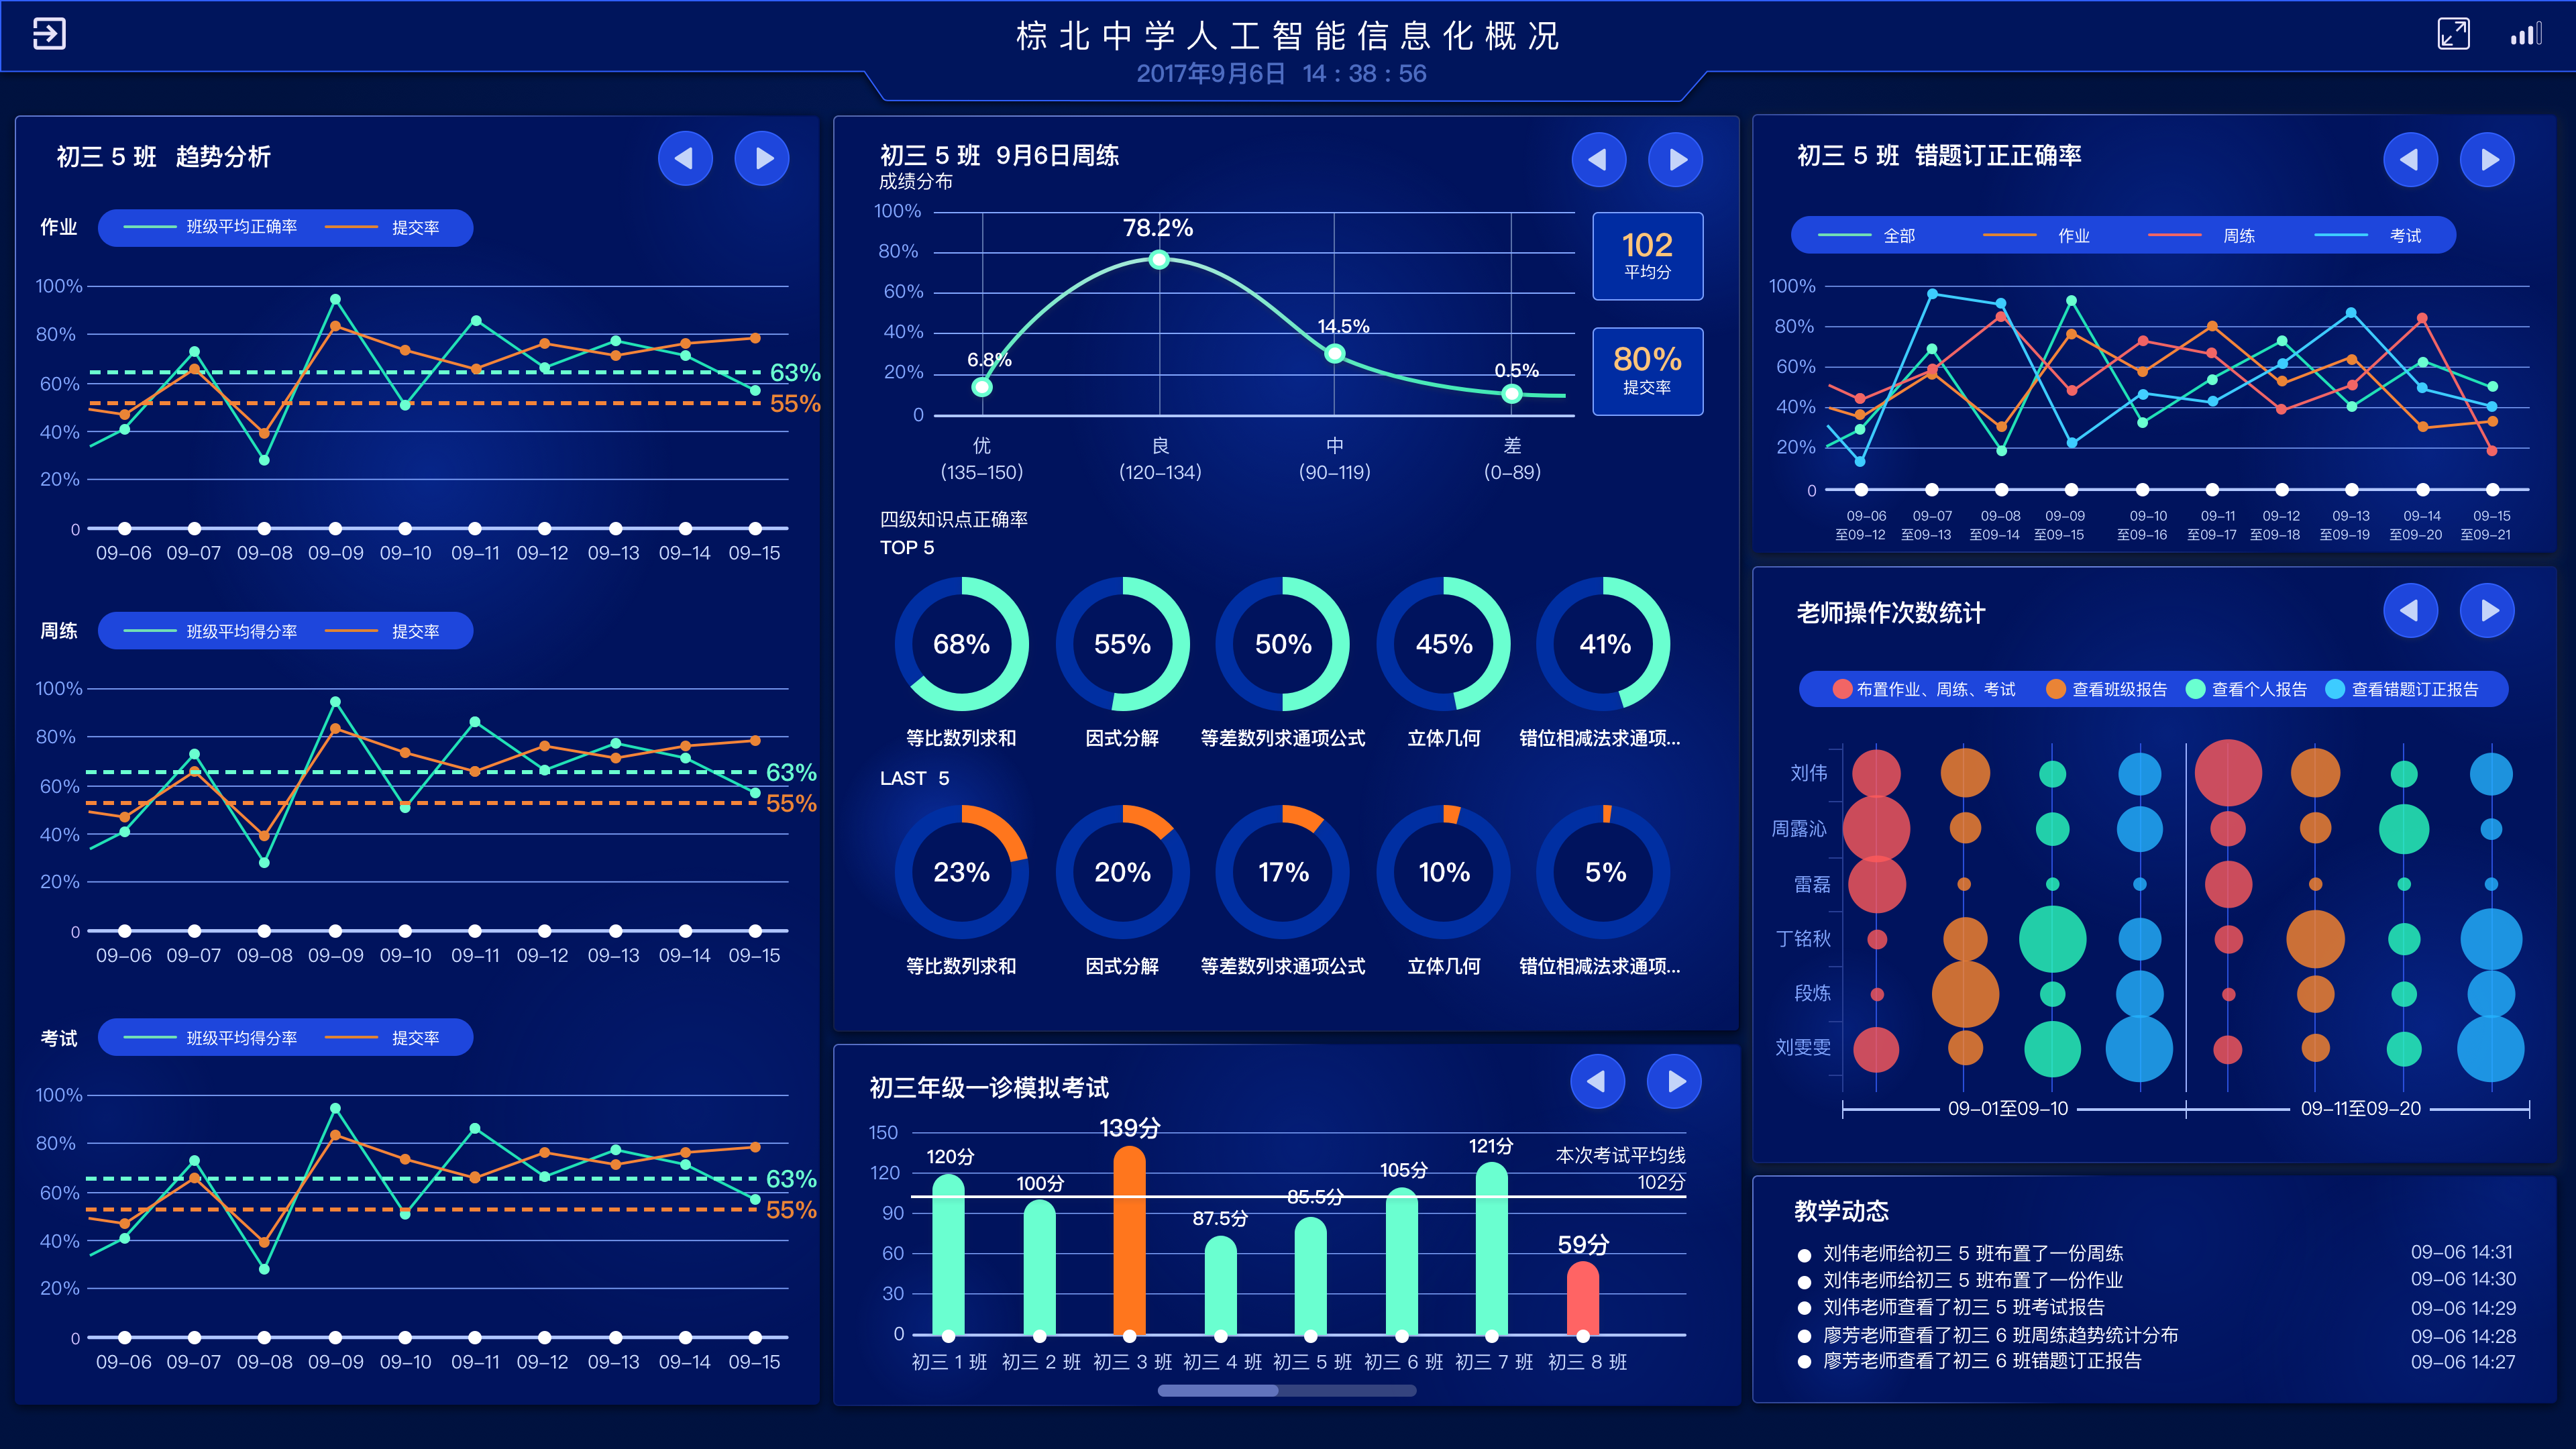 棕北中学人工智能信息化概况
2017年9月6日 14 : 38 : 56
初三 5 班 趋势分析
作业
班级平均正确率 提交率
100%
80%
63%
60%
55%
40%
20%
0
09–06 09–07 09–08 09–09 09–10 09–11 09–12 09–13 09–14 09–15
周练
班级平均得分率 提交率
100%
80%
63%
60%
55%
40%
20%
0
09–06 09–07 09–08 09–09 09–10 09–11 09–12 09–13 09–14 09–15
考试
班级平均得分率 提交率
100%
80%
63%
60%
55%
40%
20%
0
09–06 09–07 09–08 09–09 09–10 09–11 09–12 09–13 09–14 09–15
初三 5 班 9月6日周练
成绩分布
100%
80%
60%
40%
20%
0
6.8%
78.2%
14.5%
0.5%
优 良 中 差
(135–150) (120–134) (90–119) (0–89)
102
平均分
80%
提交率
四级知识点正确率
TOP 5
68% 55% 50% 45% 41%
等比数列求和 因式分解 等差数列求通项公式 立体几何 错位相减法求通项...
LAST 5
23% 20% 17% 10% 5%
等比数列求和 因式分解 等差数列求通项公式 立体几何 错位相减法求通项...
初三年级一诊模拟考试
150
120
90
60
30
0
120分 100分 139分 87.5分 85.5分 105分 121分 59分
本次考试平均线
102分
初三 1 班 初三 2 班 初三 3 班 初三 4 班 初三 5 班 初三 6 班 初三 7 班 初三 8 班
初三 5 班 错题订正正确率
全部 作业 周练 考试
100%
80%
60%
40%
20%
0
09–06 09–07 09–08 09–09 09–10 09–11 09–12 09–13 09–14 09–15
至09–12 至09–13 至09–14 至09–15 至09–16 至09–17 至09–18 至09–19 至09–20 至09–21
老师操作次数统计
布置作业、周练、考试 查看班级报告 查看个人报告 查看错题订正报告
刘伟
周露沁
雷磊
丁铭秋
段炼
刘雯雯
09–01至09–10 09–11至09–20
教学动态
刘伟老师给初三 5 班布置了一份周练 09–06 14:31
刘伟老师给初三 5 班布置了一份作业 09–06 14:30
刘伟老师查看了初三 5 班考试报告 09–06 14:29
廖芳老师查看了初三 6 班周练趋势统计分布 09–06 14:28
廖芳老师查看了初三 6 班错题订正报告 09–06 14:27